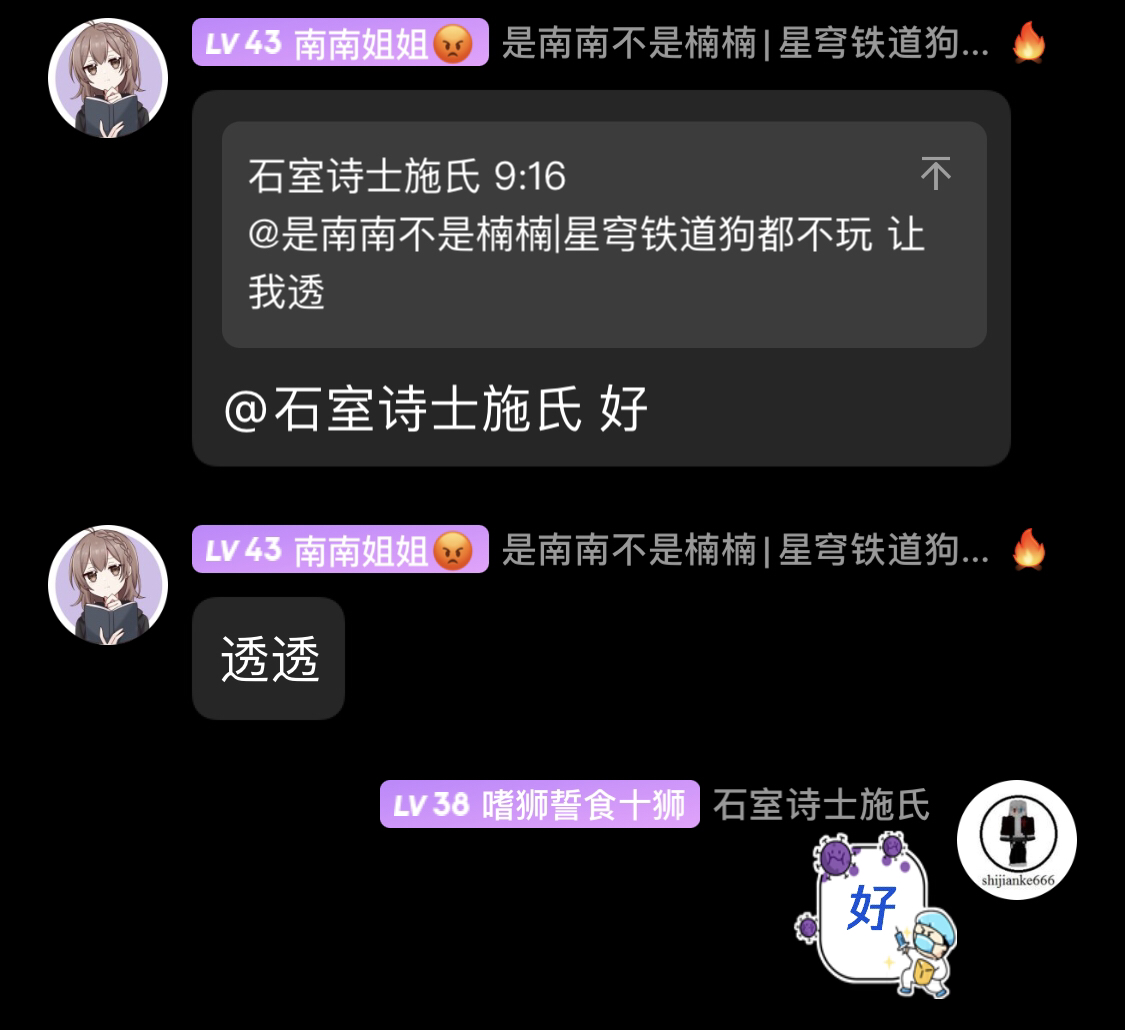 LV 43 南南姐姐😡 是南南不是楠楠|星穹铁道狗... 🔥
石室诗士施氏 9:16
@是南南不是楠楠|星穹铁道狗都不玩 让
我透
@石室诗士施氏 好
LV 43 南南姐姐😡 是南南不是楠楠|星穹铁道狗... 🔥
透透
LV 38 嗜狮誓食十狮 石室诗士施氏
shijianke666
好